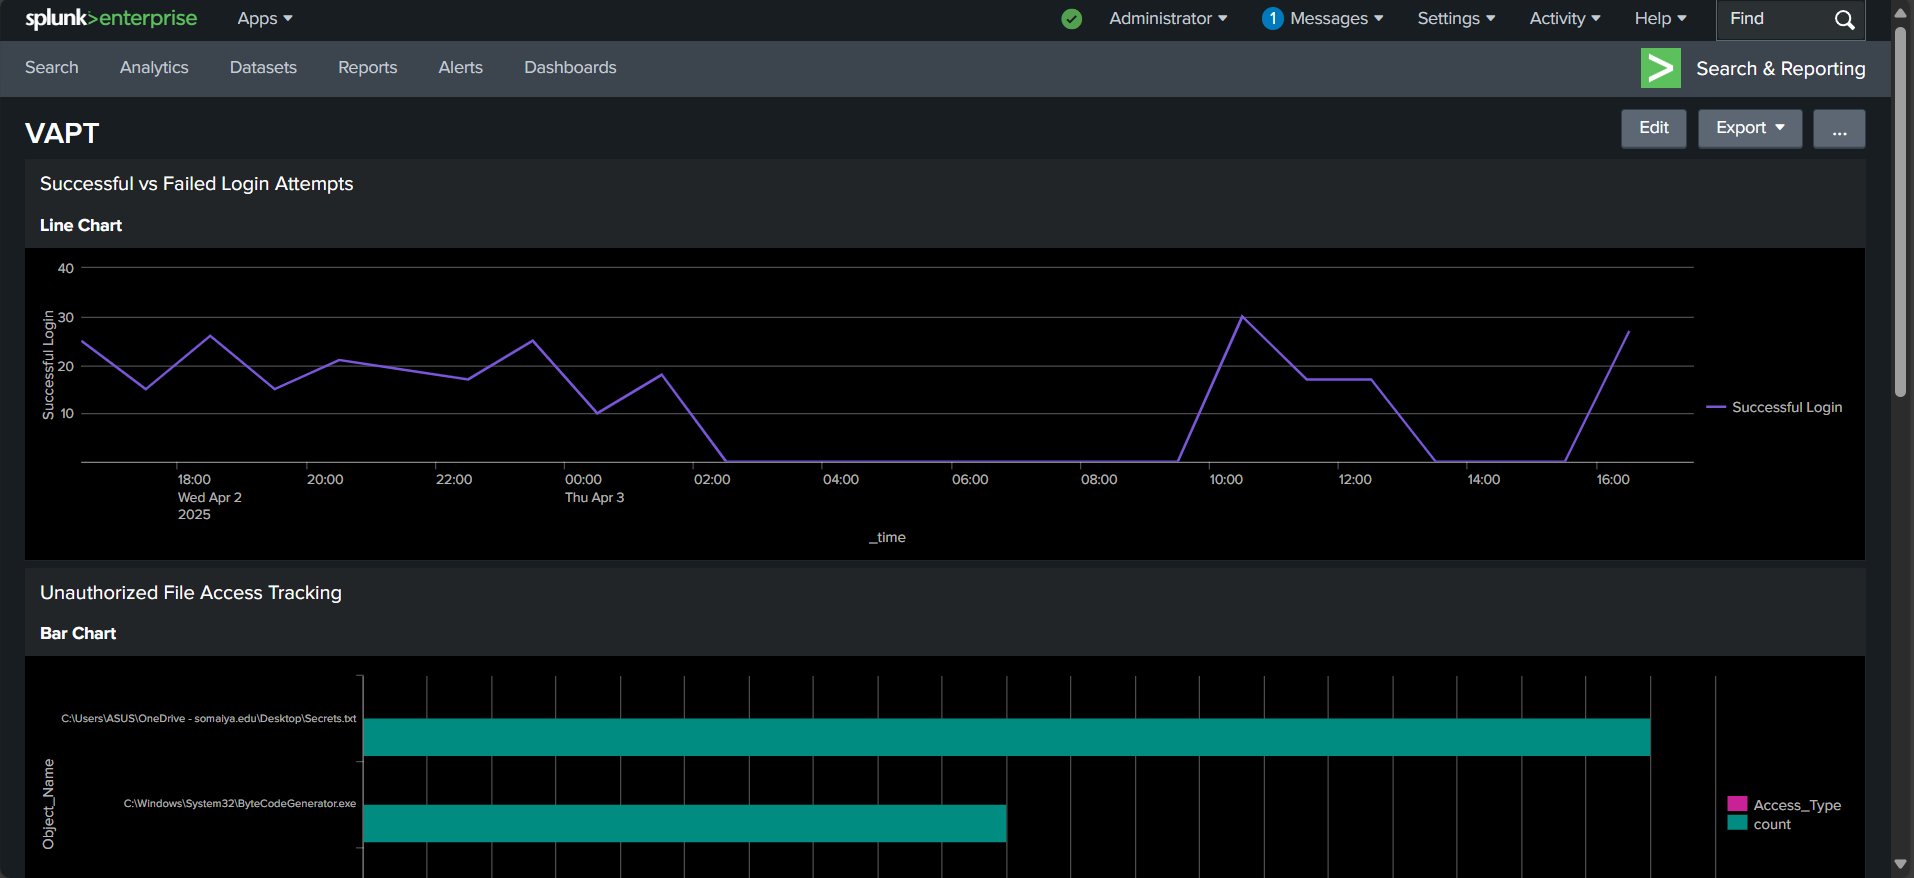 splunk>enterprise Apps Administrator 1 Messages Settings Activity Help Find
Search Analytics Datasets Reports Alerts Dashboards Search & Reporting
VAPT Edit Export ...
Successful vs Failed Login Attempts
Line Chart
Successful Login
40
30
20
10
18:00 20:00 22:00 00:00 02:00 04:00 06:00 08:00 10:00 12:00 14:00 16:00
Wed Apr 2 Thu Apr 3
2025
_time
Successful Login
Unauthorized File Access Tracking
Bar Chart
Object_Name
C:\Users\ASUS\OneDrive - somaiya.edu\Desktop\Secrets.txt
C:\Windows\System32\ByteCodeGenerator.exe
Access_Type
count